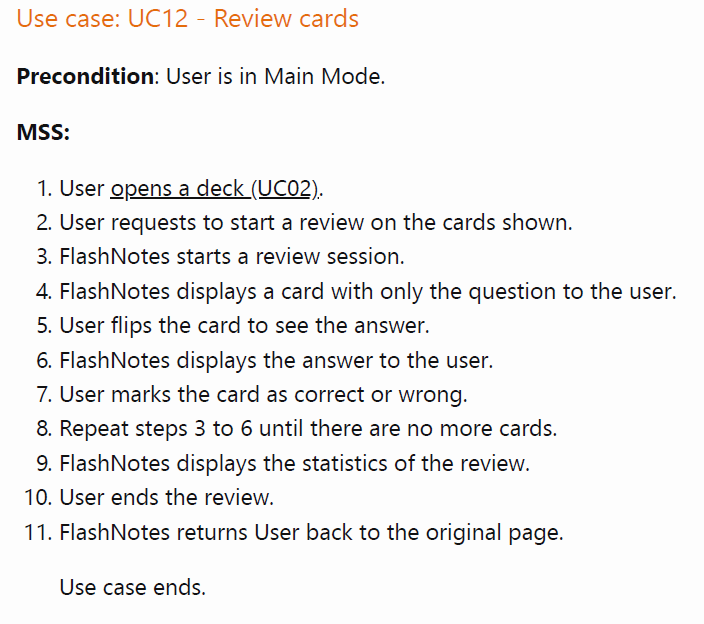 Use case: UC12 - Review cards
Precondition: User is in Main Mode.
MSS:
1. User opens a deck (UC02).
2. User requests to start a review on the cards shown.
3. FlashNotes starts a review session.
4. FlashNotes displays a card with only the question to the user.
5. User flips the card to see the answer.
6. FlashNotes displays the answer to the user.
7. User marks the card as correct or wrong.
8. Repeat steps 3 to 6 until there are no more cards.
9. FlashNotes displays the statistics of the review.
10. User ends the review.
11. FlashNotes returns User back to the original page.
Use case ends.